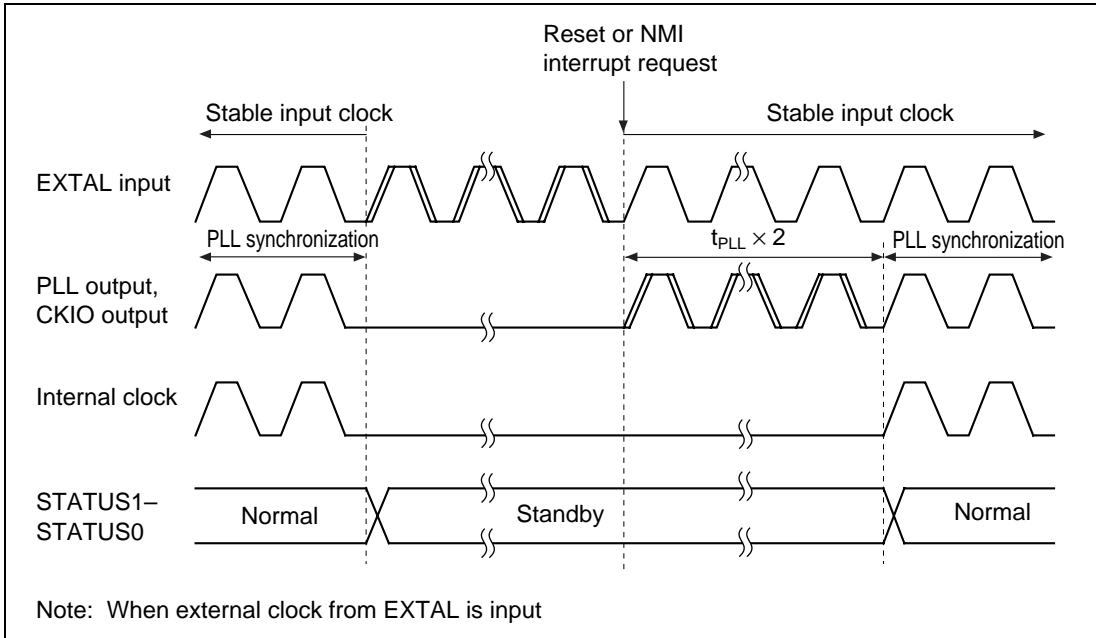 Reset or NMI
interrupt request
Stable input clock
Stable input clock
EXTAL input
PLL synchronization
tPLL × 2
PLL synchronization
PLL output,
CKIO output
Internal clock
STATUS1–
STATUS0
Normal
Standby
Normal
Note: When external clock from EXTAL is input